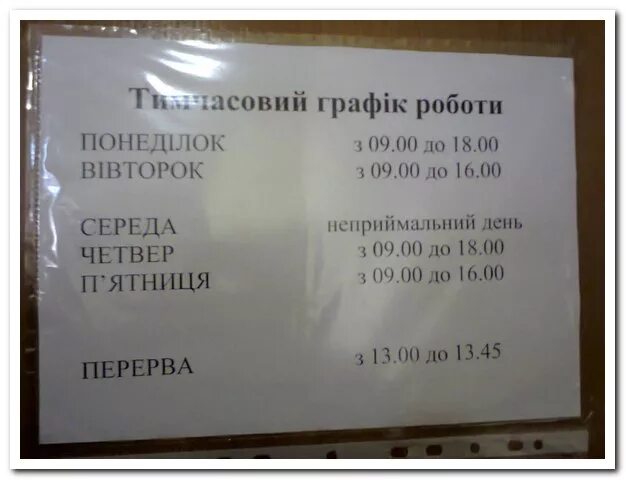 Тимчасовий графік роботи
ПОНЕДІЛОК з 09.00 до 18.00
ВІВТОРОК з 09.00 до 16.00
СЕРЕДА неприймальний день
ЧЕТВЕР з 09.00 до 18.00
П’ЯТНИЦЯ з 09.00 до 16.00
ПЕРЕРВА з 13.00 до 13.45